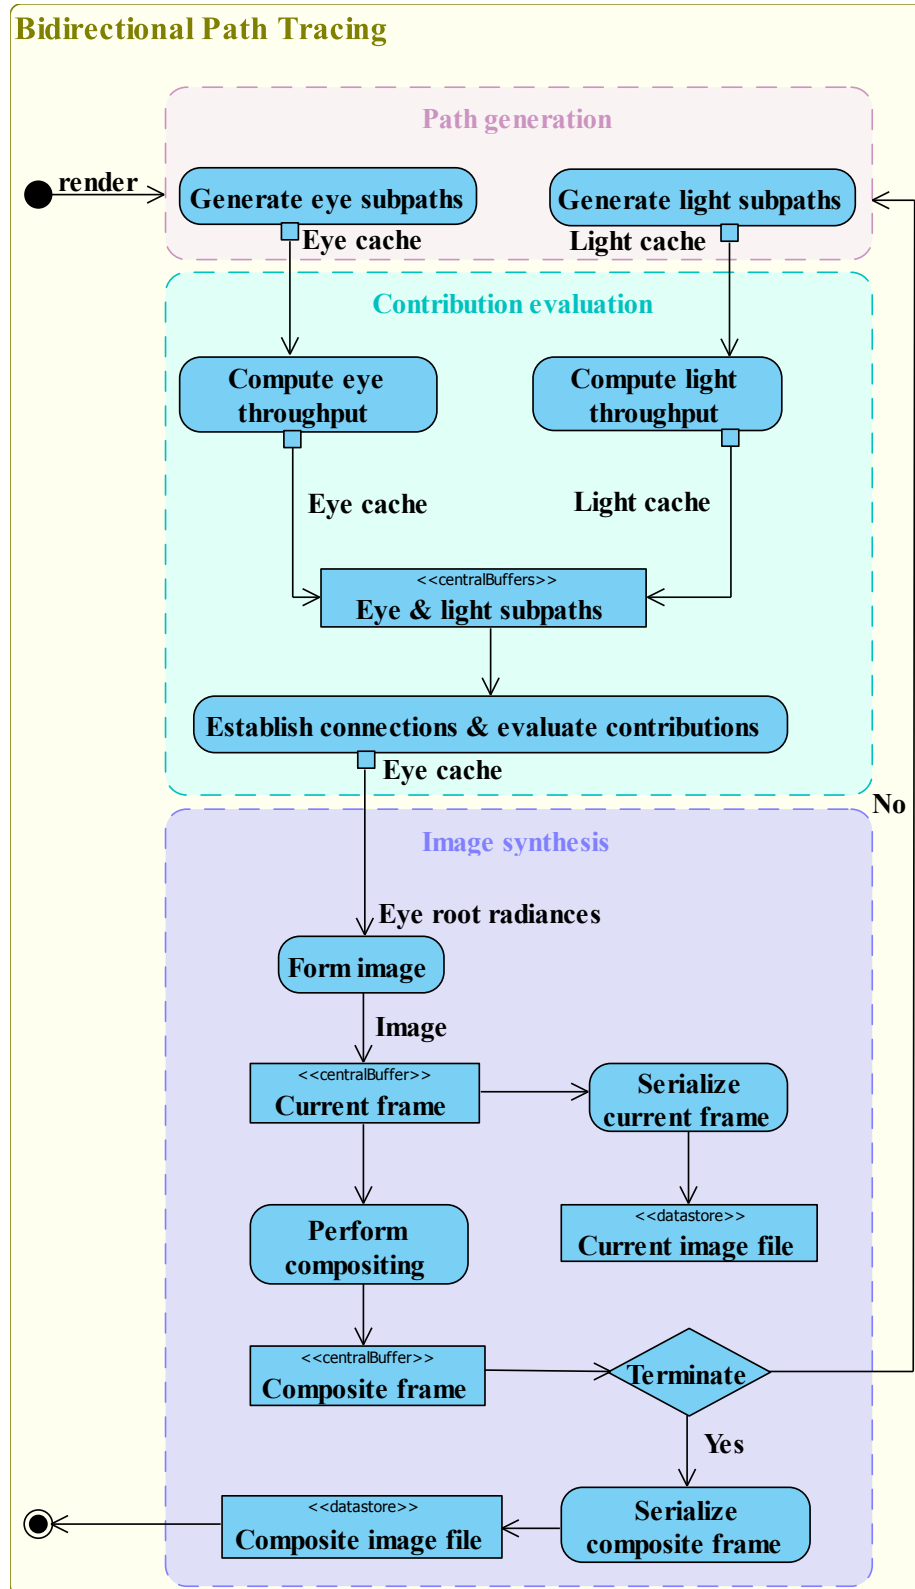 Bidirectional Path Tracing
Path generation
render
Generate eye subpaths
Generate light subpaths
Eye cache
Light cache
Contribution evaluation
Compute eye
throughput
Compute light
throughput
Eye cache
Light cache
<<centralBuffers>>
Eye & light subpaths
Establish connections & evaluate contributions
Eye cache
No
Image synthesis
Eye root radiances
Form image
Image
<<centralBuffer>>
Current frame
Serialize
current frame
Perform
compositing
<<datastore>>
Current image file
<<centralBuffer>>
Composite frame
Terminate
Yes
<<datastore>>
Composite image file
Serialize
composite frame